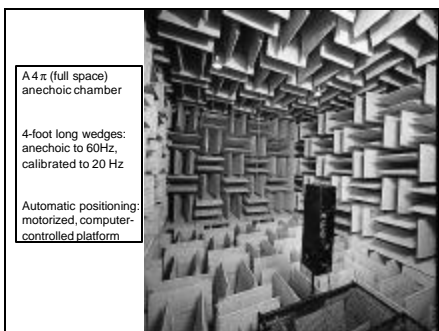 A 4 π (full space)
anechoic chamber
4-foot long wedges:
anechoic to 60Hz,
calibrated to 20 Hz
Automatic positioning:
motorized, computer-
controlled platform